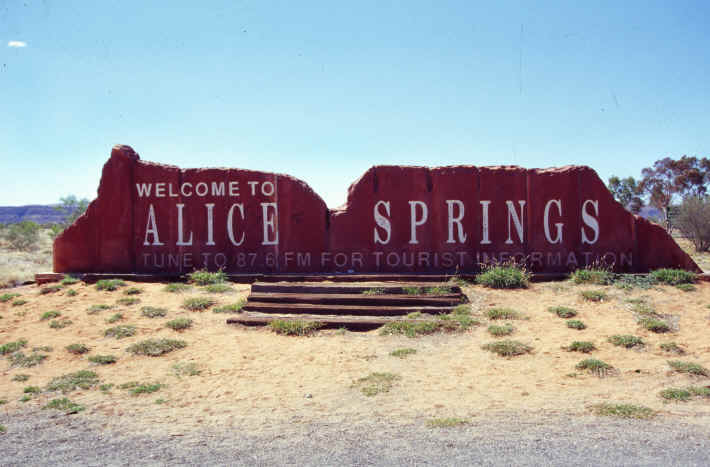 WELCOME TO
ALICE SPRINGS
TUNE TO 87.6 FM FOR TOURIST INFORMATION